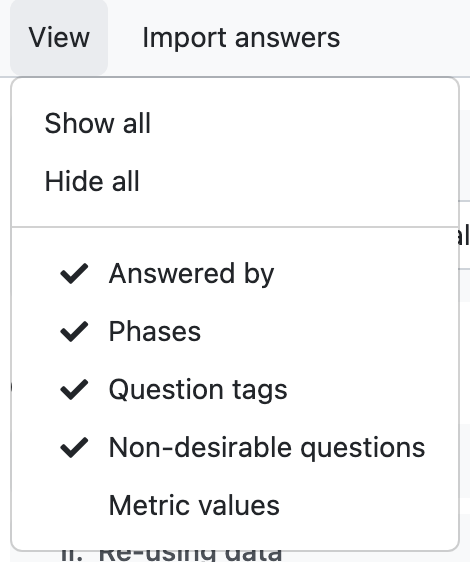 View Import answers
Show all
Hide all
Answered by
Phases
Question tags
Non-desirable questions
Metric values
II. Re-using data